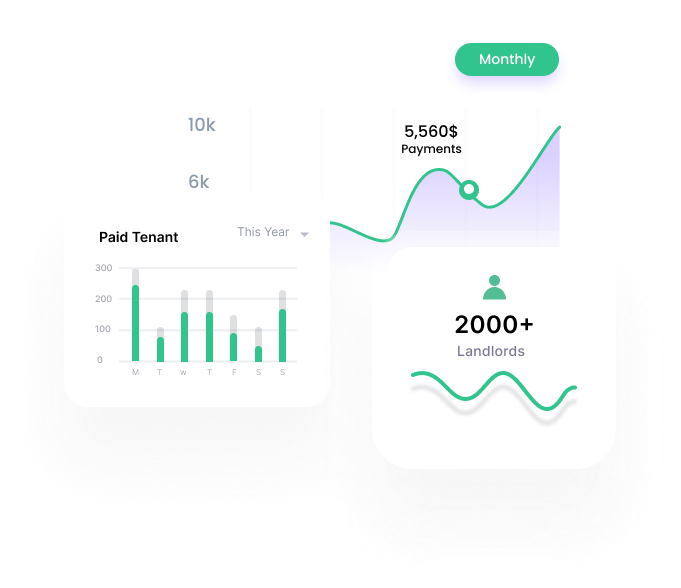 Monthly
10k
5,560$
Payments
6k
Paid Tenant
This Year
300
200
100
0
M T w T F S S
2000+
Landlords